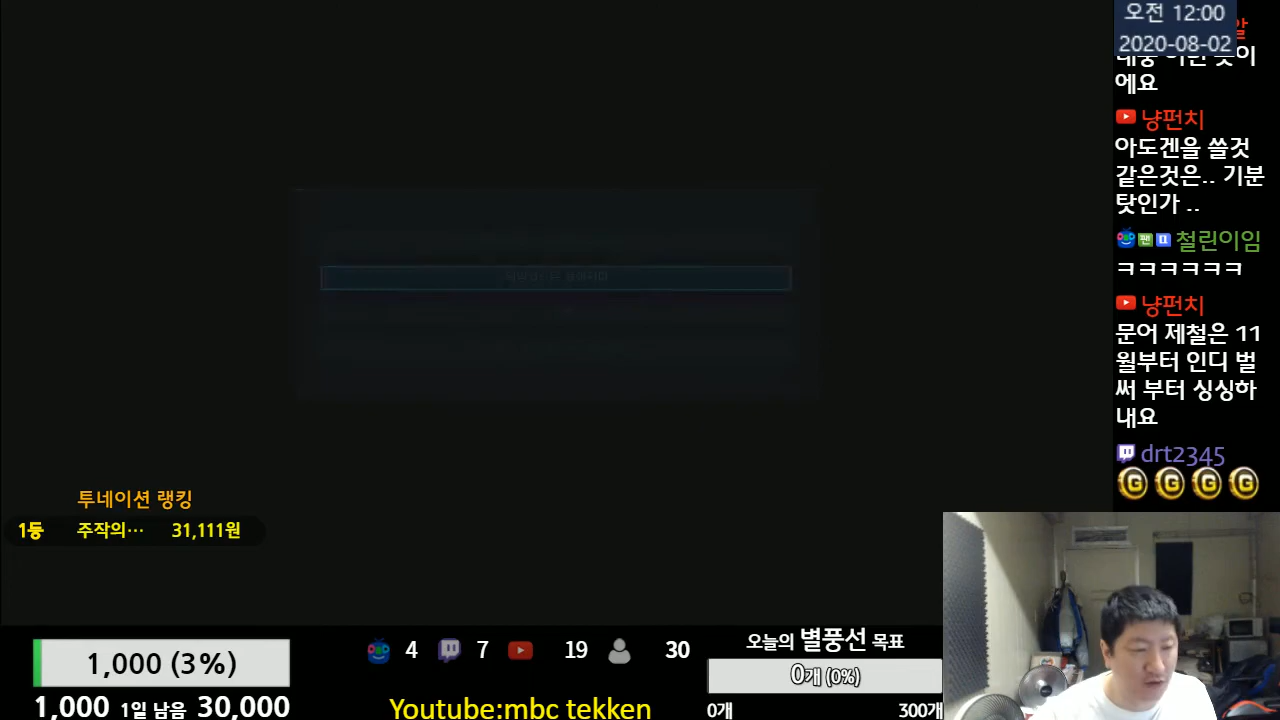 오전 12:00
2020-08-02
에요
냥펀치
아도겐을 쓸것
같은것은.. 기분
탓인가 ..
팬 철린이임
ㅋㅋㅋㅋㅋㅋ
냥펀치
문어 제철은 11
월부터 인디 벌
써 부터 싱싱하
내요
drt2345
G G G G
투네이션 랭킹
1등 주작의… 31,111원
1,000 (3%)
1,000 1일 남음 30,000
4 7 19 30
Youtube:mbc tekken
오늘의 별풍선 목표
0개 (0%)
0개 300개